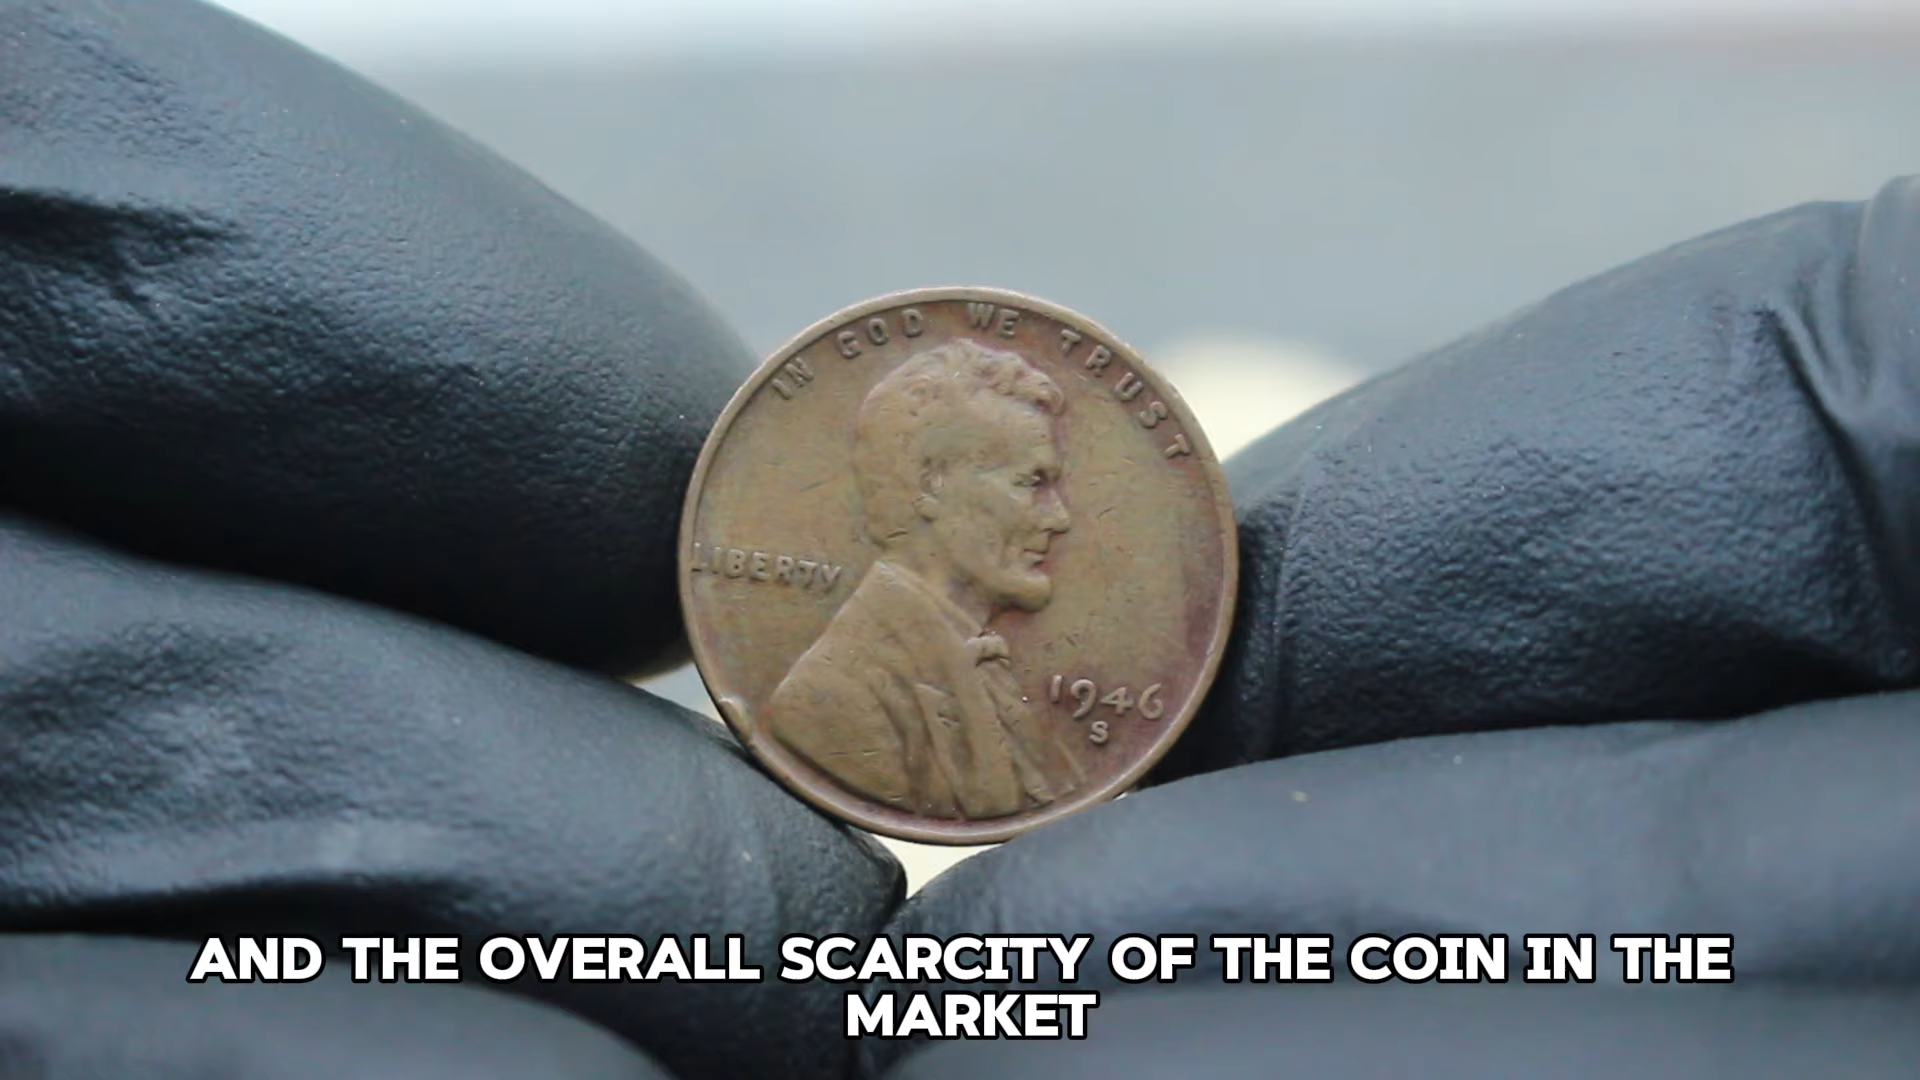 IN GOD WE TRUST
LIBERTY
1946
S
AND THE OVERALL SCARCITY OF THE COIN IN THE
MARKET